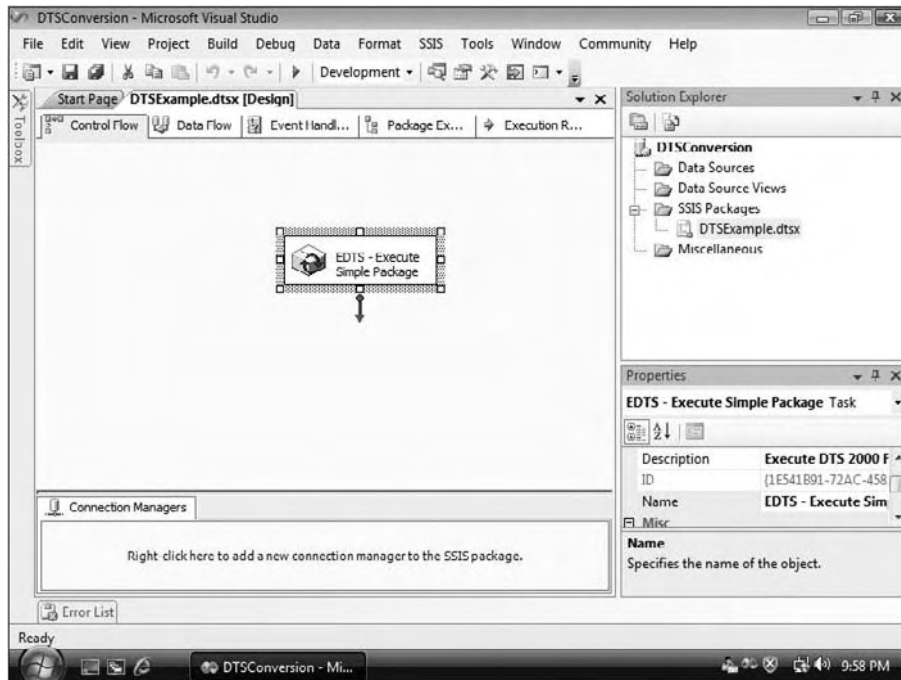 DTSConversion - Microsoft Visual Studio
File Edit View Project Build Debug Data Format SSIS Tools Window Community Help
Development
Toolbox
Start Page DTSExample.dtsx [Design]
Control Flow Data Flow Event Handl... Package Ex... Execution R...
EDTS - Execute
Simple Package
Connection Managers
Right-click here to add a new connection manager to the SSIS package.
Error List
Solution Explorer
DTSConversion
Data Sources
Data Source Views
SSIS Packages
DTSExample.dtsx
Miscellaneous
Properties
EDTS - Execute Simple Package Task
Description Execute DTS 2000 P
ID {1E541B91-72AC-458
Name EDTS - Execute Sim
Misc
Name
Specifies the name of the object.
Ready
DTSConversion - Mi...
9:58 PM